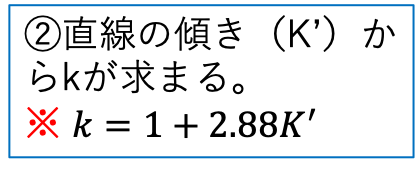 ②直線の傾き（K’）か
らkが求まる。
※ k = 1 + 2.88K′